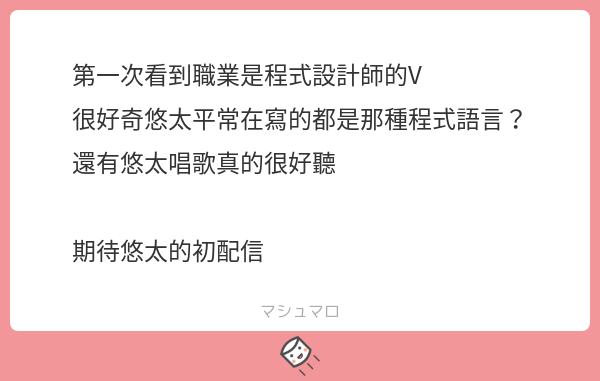 第一次看到職業是程式設計師的V
很好奇悠太平常在寫的都是那種程式語言？
還有悠太唱歌真的很好聽
期待悠太的初配信
マシュマロ